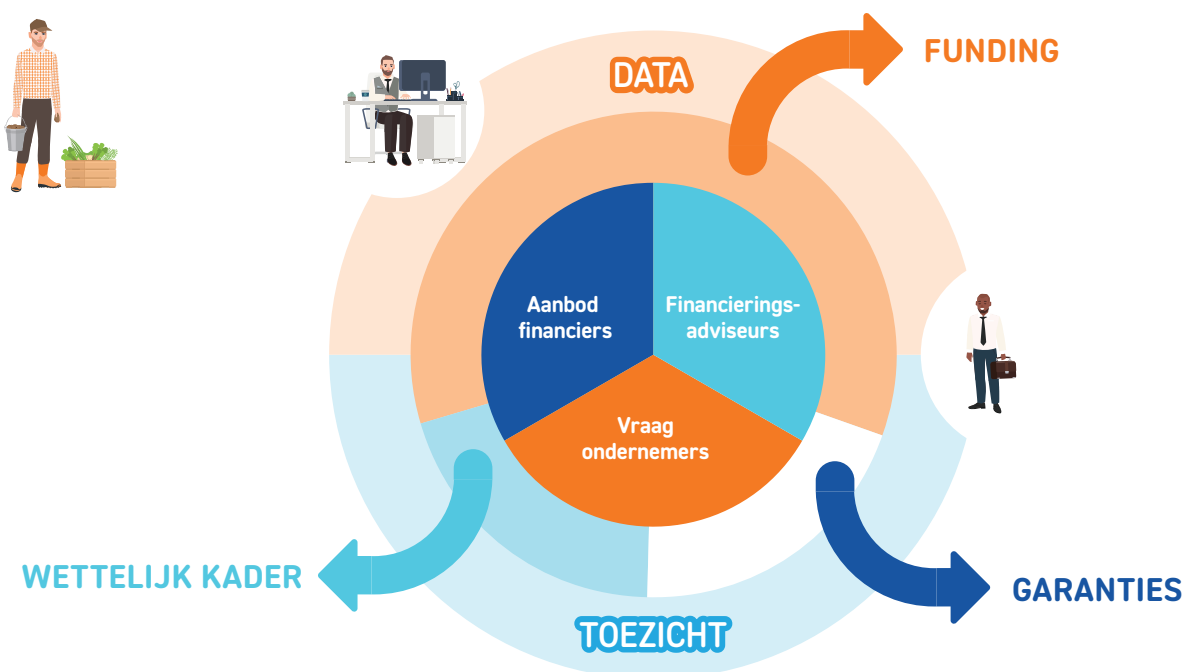 DATA
FUNDING
Aanbod
financiers
Financierings-
adviseurs
Vraag
ondernemers
WETTELIJK KADER
GARANTIES
TOEZICHT